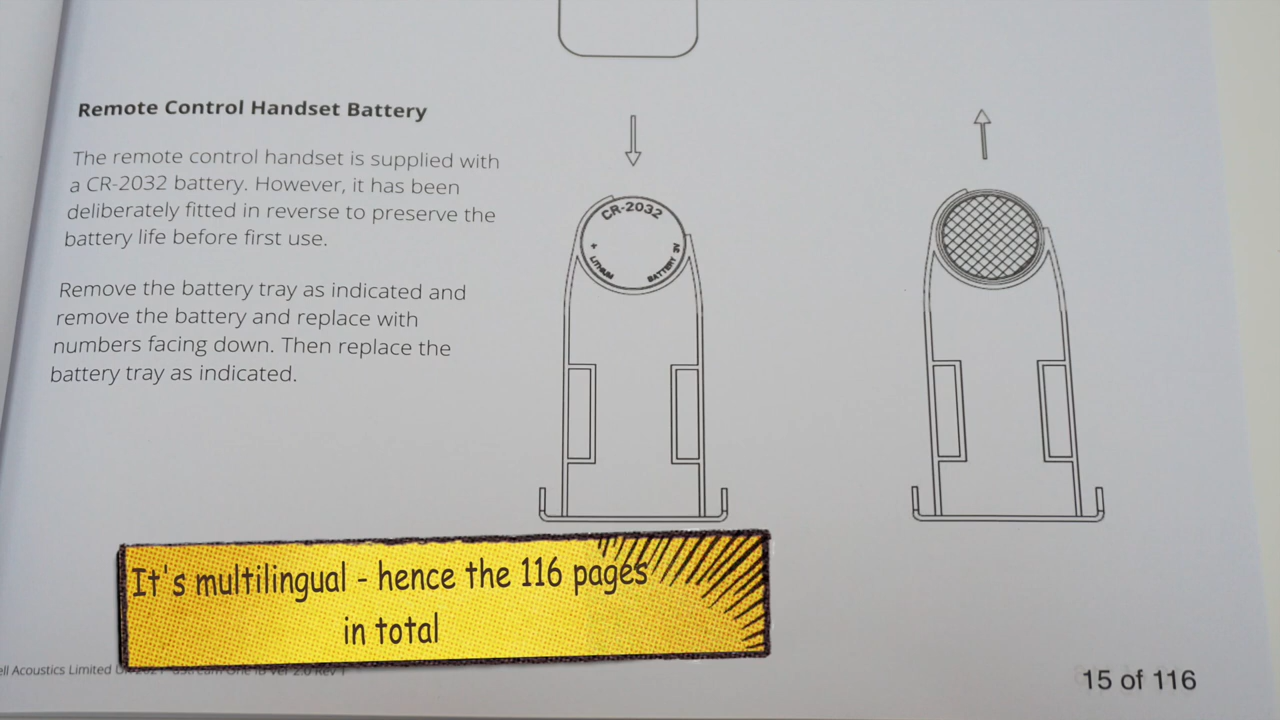 Remote Control Handset Battery
The remote control handset is supplied with
a CR-2032 battery. However, it has been
deliberately fitted in reverse to preserve the
battery life before first use.
Remove the battery tray as indicated and
remove the battery and replace with
numbers facing down. Then replace the
battery tray as indicated.
CR-2032
+ LITHIUM
BATTERY 3V
It's multilingual - hence the 116 pages
in total
ell Acoustics Limited
15 of 116